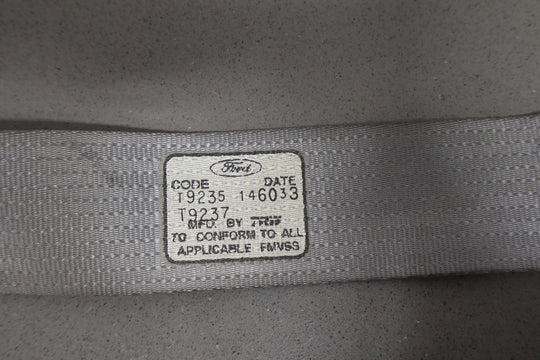 Ford
CODE DATE
T9235 146033
T9237
MFD. BY TRW
TO CONFORM TO ALL
APPLICABLE FMVSS